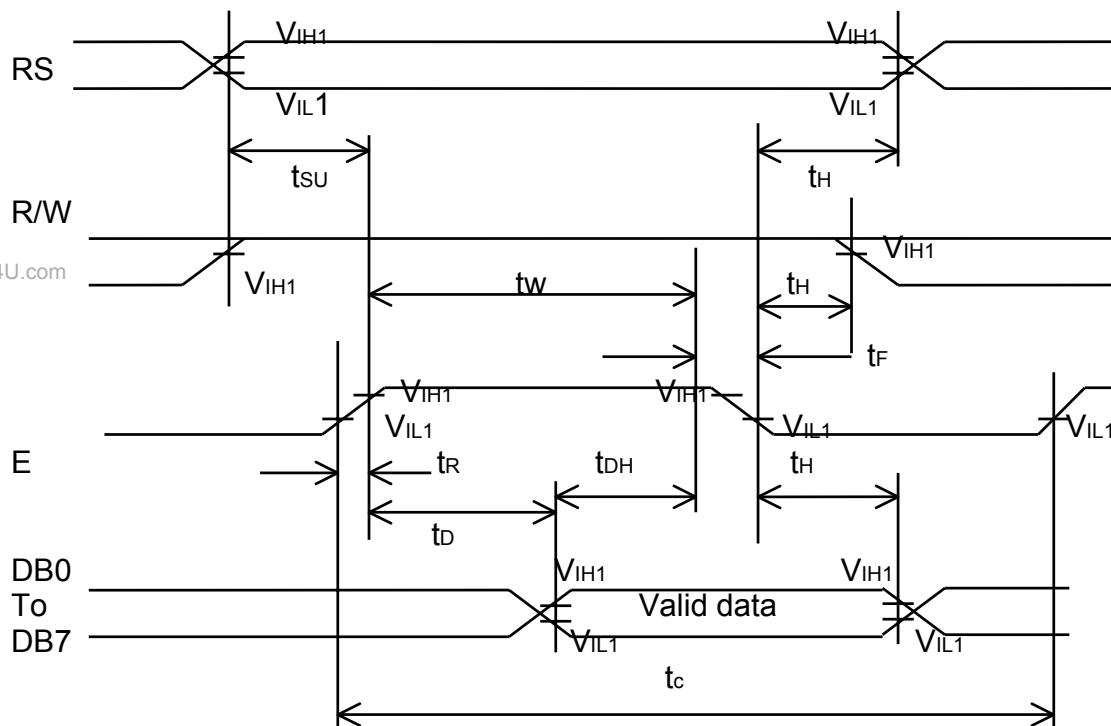 VIH1 VIH1
RS
VIL1 VIL1
tSU tH
R/W
VIH1
4U.com
VIH1
tW tH
tF
VIH1 VIH1
VIL1 VIL1 VIL1
E
tR tDH tH
tD
DB0 VIH1 VIH1
To Valid data
DB7 VIL1 VIL1
tc